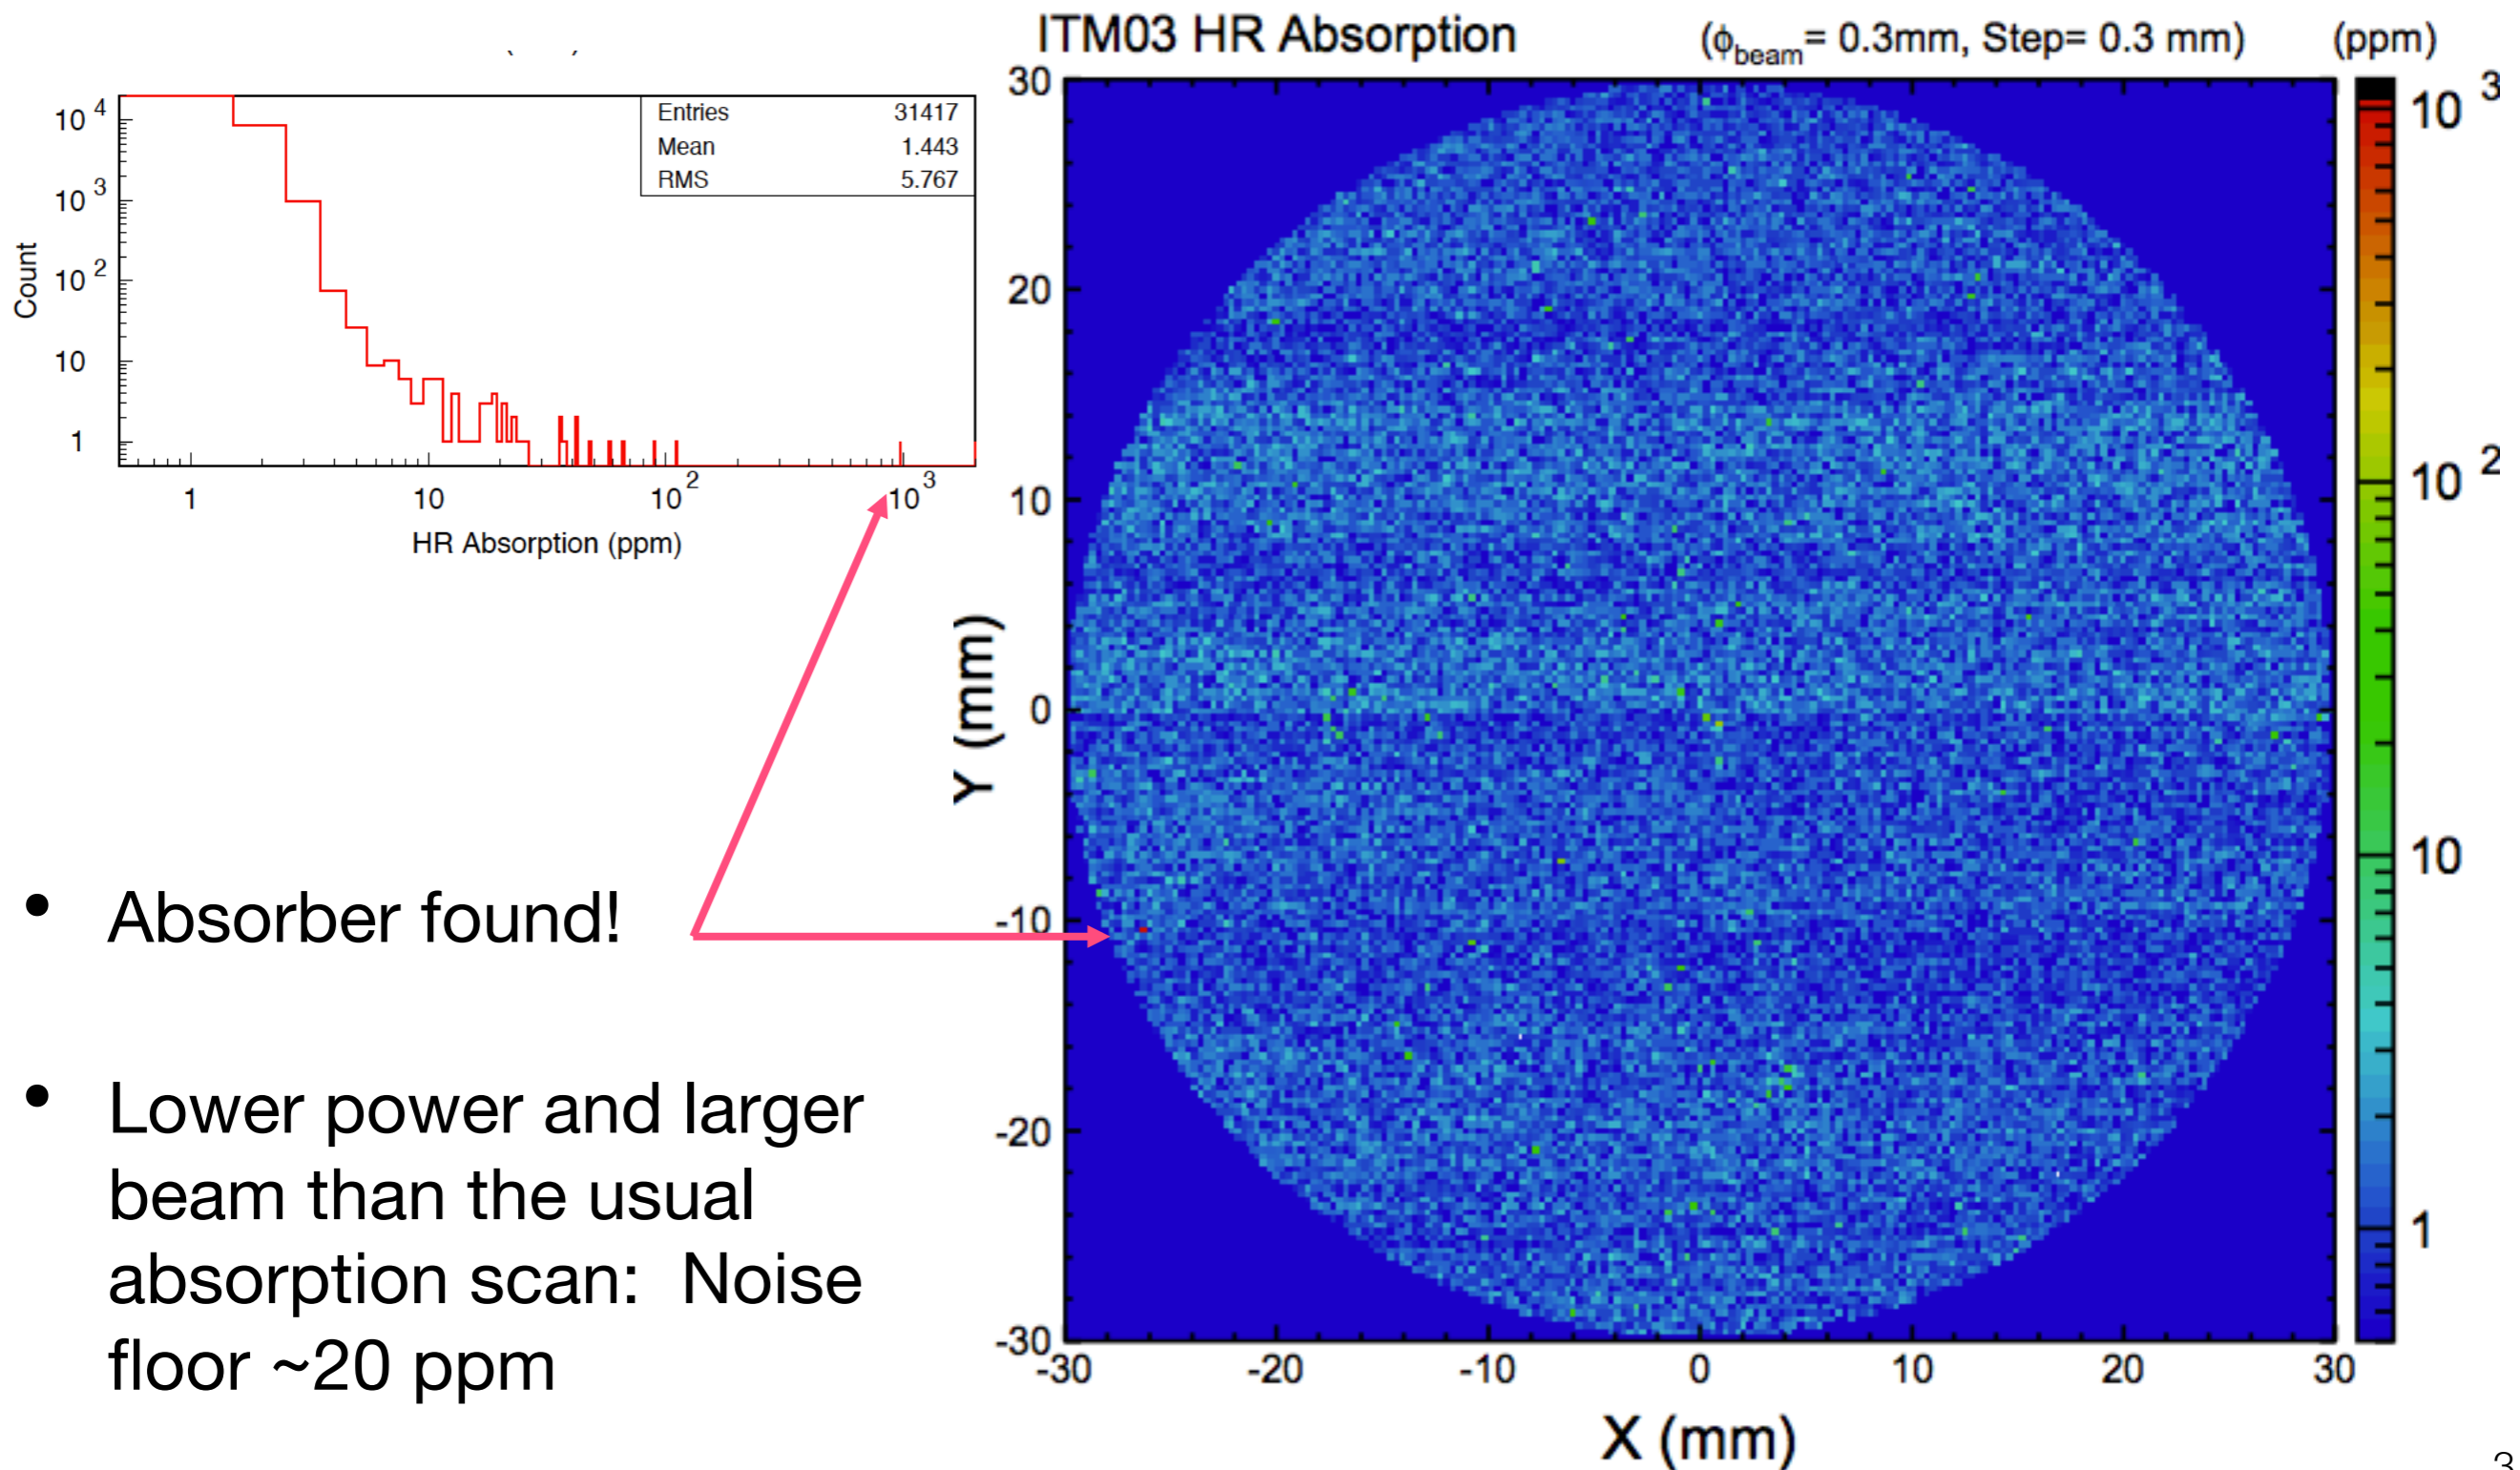 ITM03 HR Absorption (ϕbeam= 0.3mm, Step= 0.3 mm) (ppm)
Entries 31417
Mean 1.443
RMS 5.767
10 4
10 3
10 2
10
1
Count
1 10 10 2 10 3
HR Absorption (ppm)
30
20
10
0
-10
-20
-30
Y (mm)
-30 -20 -10 0 10 20 30
X (mm)
10 3
10 2
10
1
• Absorber found!
• Lower power and larger
beam than the usual
absorption scan: Noise
floor ~20 ppm
3